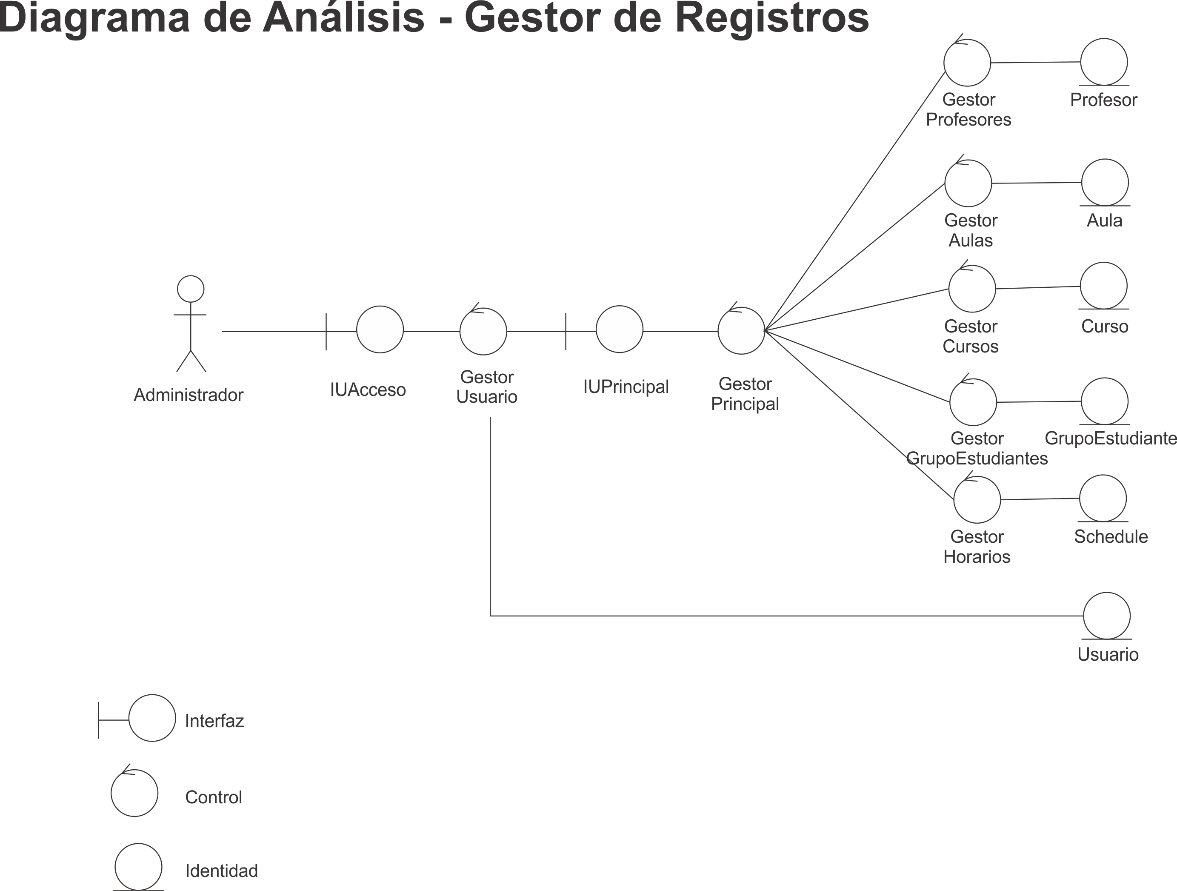 Diagrama de Análisis - Gestor de Registros
Gestor
Profesores
Profesor
Gestor
Aulas
Aula
Gestor
Cursos
Curso
Administrador
IUAcceso
Gestor
Usuario
IUPrincipal
Gestor
Principal
Gestor
GrupoEstudiantes
GrupoEstudiante
Gestor
Horarios
Schedule
Usuario
Interfaz
Control
Identidad